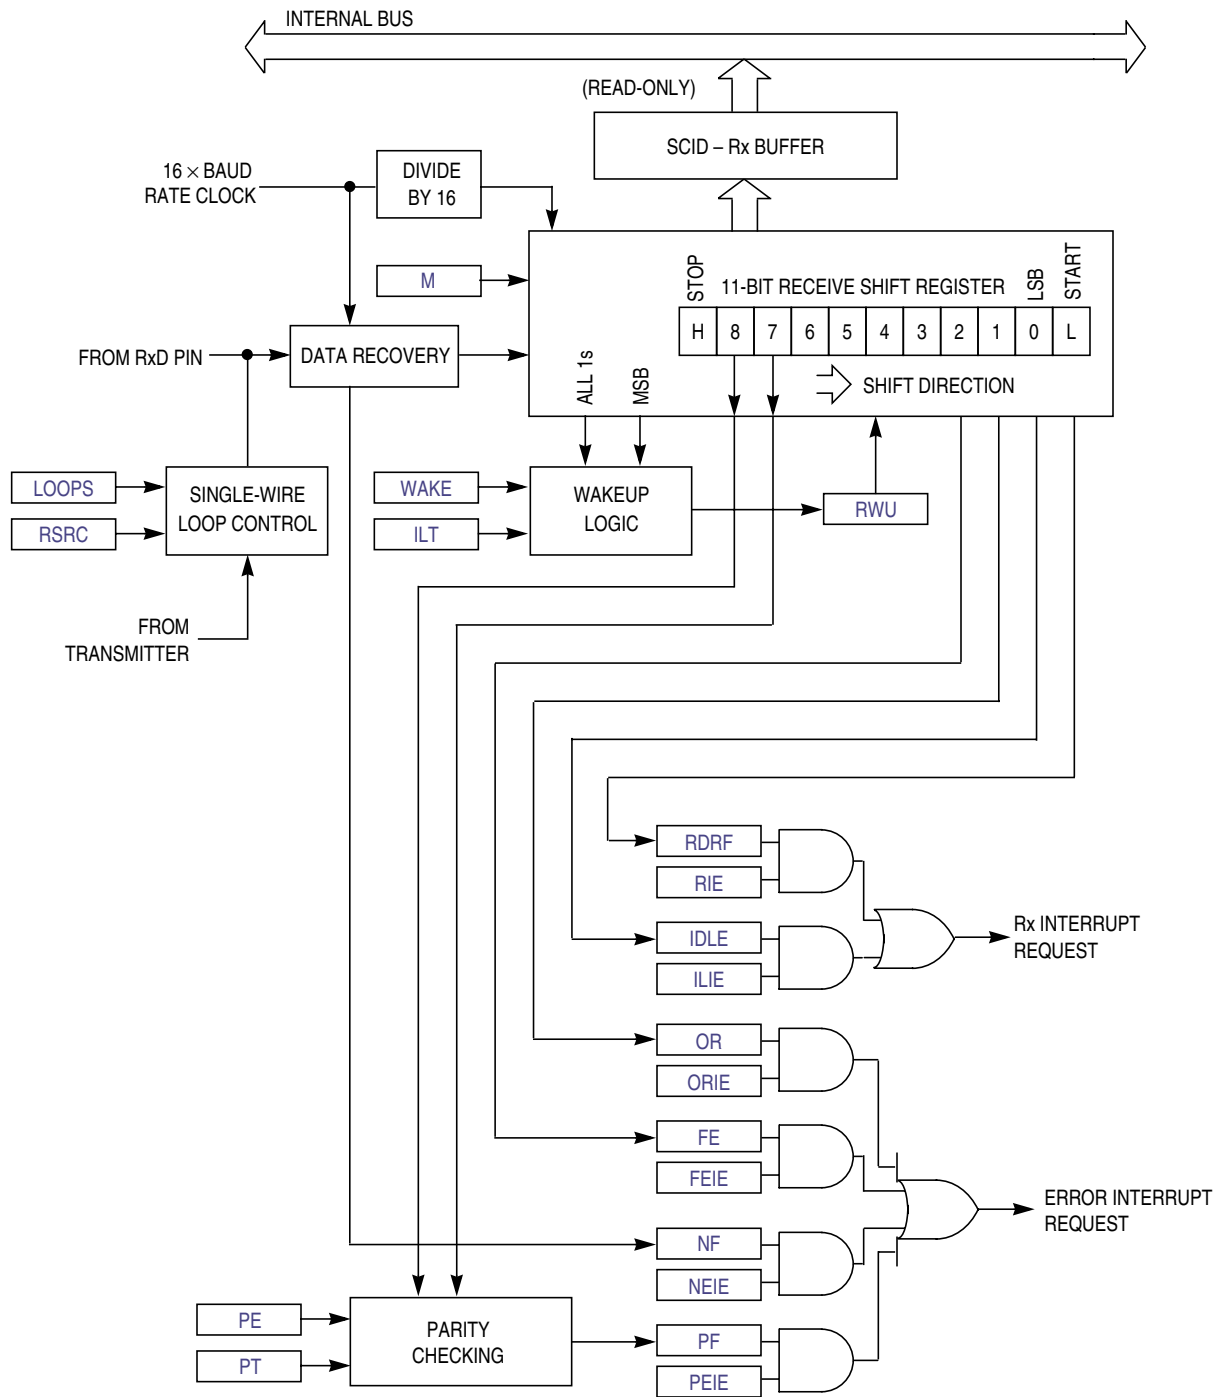 INTERNAL BUS
(READ-ONLY)
SCID – Rx BUFFER
16 × BAUD
RATE CLOCK
DIVIDE
BY 16
M
STOP
11-BIT RECEIVE SHIFT REGISTER
LSB
START
H 8 7 6 5 4 3 2 1 0 L
FROM RxD PIN
DATA RECOVERY
ALL 1s
MSB
SHIFT DIRECTION
LOOPS
RSRC
SINGLE-WIRE
LOOP CONTROL
WAKE
ILT
WAKEUP
LOGIC
RWU
FROM
TRANSMITTER
RDRF
RIE
IDLE
ILIE
Rx INTERRUPT
REQUEST
OR
ORIE
FE
FEIE
ERROR INTERRUPT
REQUEST
NF
NEIE
PE
PT
PARITY
CHECKING
PF
PEIE